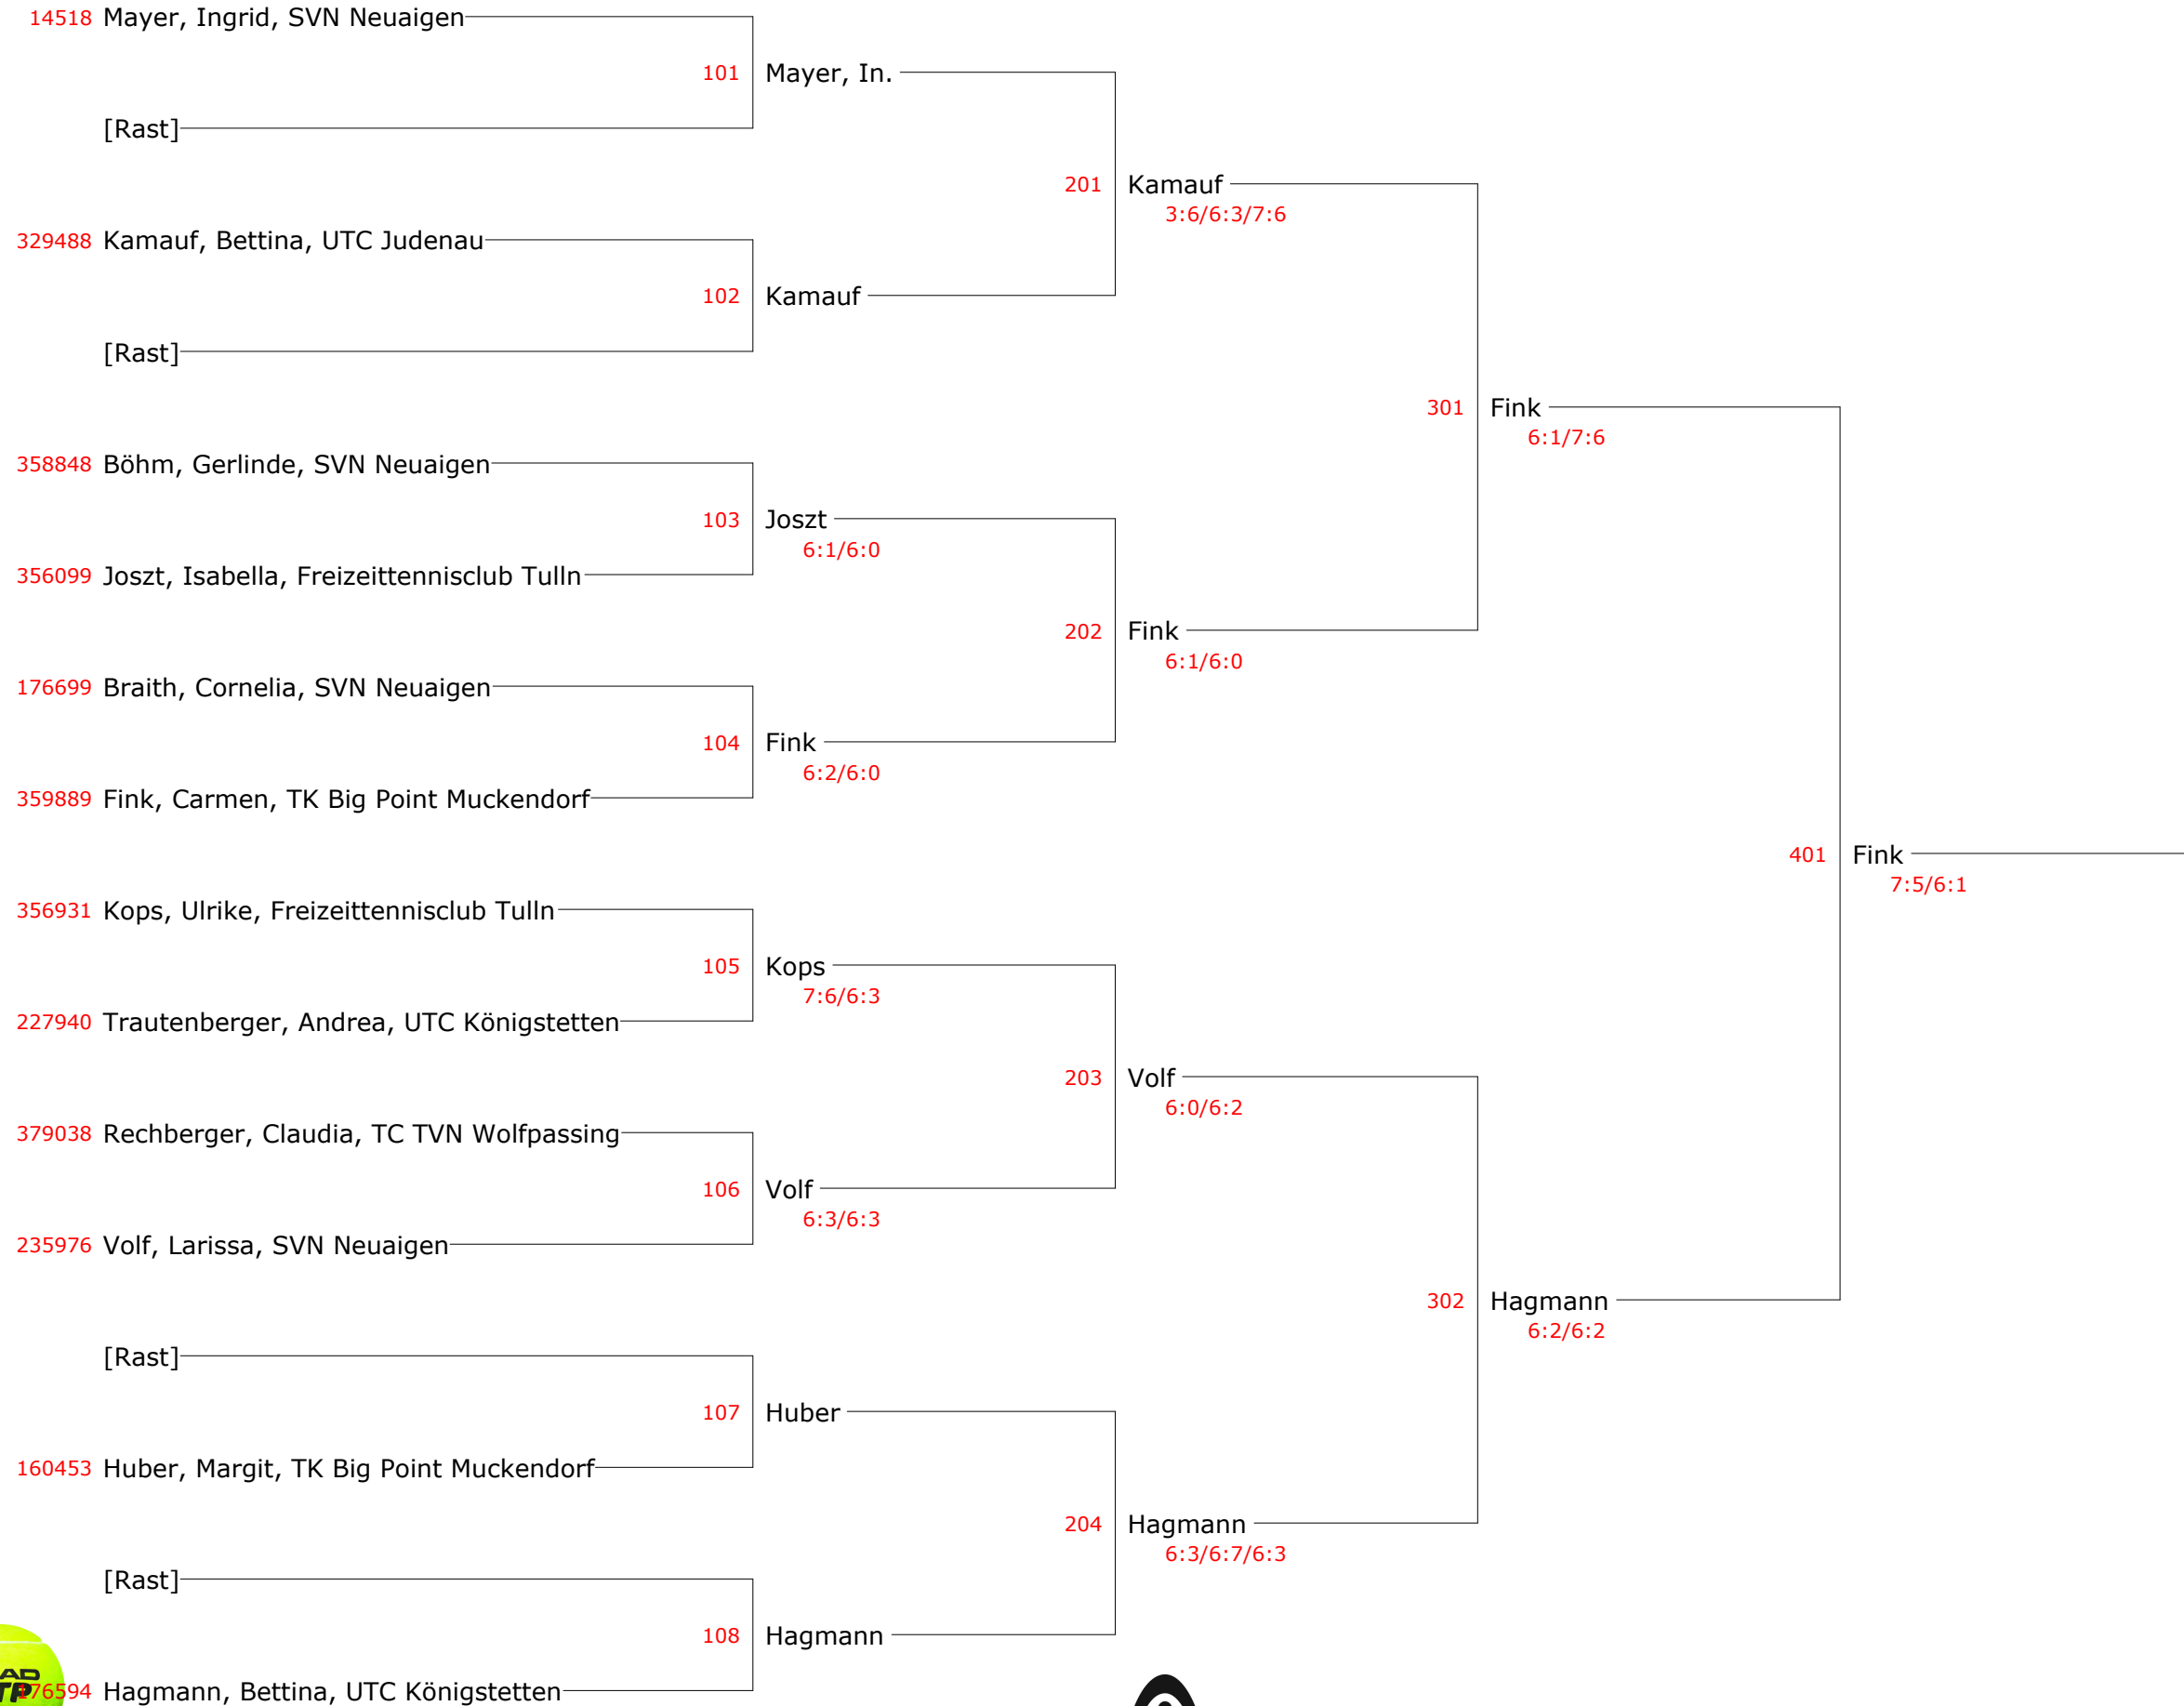 14518 Mayer, Ingrid, SVN Neuaigen
101 Mayer, In.
[Rast]
201 Kamauf
3:6/6:3/7:6
329488 Kamauf, Bettina, UTC Judenau
102 Kamauf
[Rast]
301 Fink
6:1/7:6
358848 Böhm, Gerlinde, SVN Neuaigen
103 Joszt
6:1/6:0
356099 Joszt, Isabella, Freizeittennisclub Tulln
202 Fink
6:1/6:0
176699 Braith, Cornelia, SVN Neuaigen
104 Fink
6:2/6:0
359889 Fink, Carmen, TK Big Point Muckendorf
401 Fink
7:5/6:1
356931 Kops, Ulrike, Freizeittennisclub Tulln
105 Kops
7:6/6:3
227940 Trautenberger, Andrea, UTC Königstetten
203 Volf
6:0/6:2
379038 Rechberger, Claudia, TC TVN Wolfpassing
106 Volf
6:3/6:3
235976 Volf, Larissa, SVN Neuaigen
302 Hagmann
6:2/6:2
[Rast]
107 Huber
160453 Huber, Margit, TK Big Point Muckendorf
204 Hagmann
6:3/6:7/6:3
[Rast]
108 Hagmann
176594 Hagmann, Bettina, UTC Königstetten